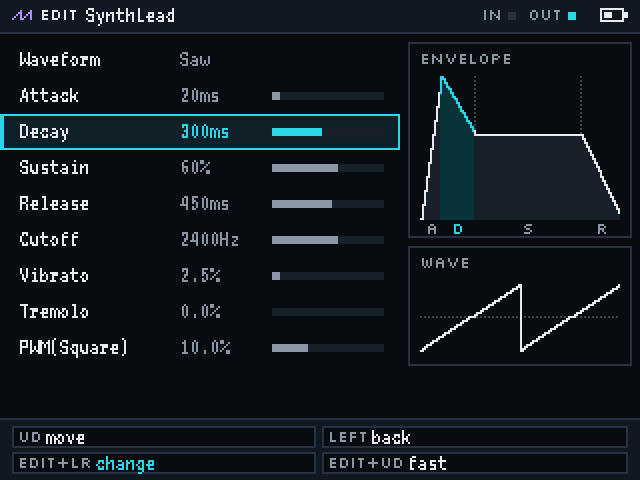 EDIT SynthLead IN OUT
Waveform Saw
Attack 20ms
Decay 300ms
Sustain 60%
Release 450ms
Cutoff 2400Hz
Vibrato 2.5%
Tremolo 0.0%
PWM(Square) 10.0%
ENVELOPE
A D S R
WAVE
UD move
LEFT back
EDIT+LR change
EDIT+UD fast